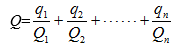 Q = q₁/Q₁ + q₂/Q₂ + ⋯⋯ + qₙ/Qₙ